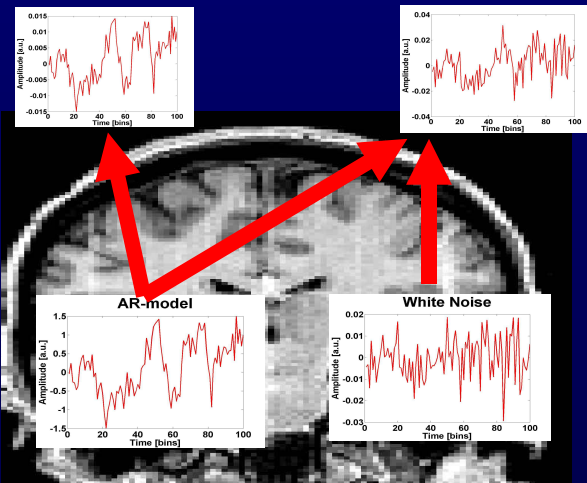 0.015
0.01
0.005
0
-0.005
-0.01
-0.015
0 20 40 60 80 100
Time [bins]
Amplitude [a.u.]
0.04
0.02
0
-0.02
-0.04
0 20 40 60 80 100
Time [bins]
Amplitude [a.u.]
AR-model
1.5
1
0.5
0
-0.5
-1
-1.5
0 20 40 60 80 100
Time [bins]
Amplitude [a.u.]
White Noise
0.02
0.01
0
-0.01
-0.02
-0.03
0 20 40 60 80 100
Time [bins]
Amplitude [a.u.]